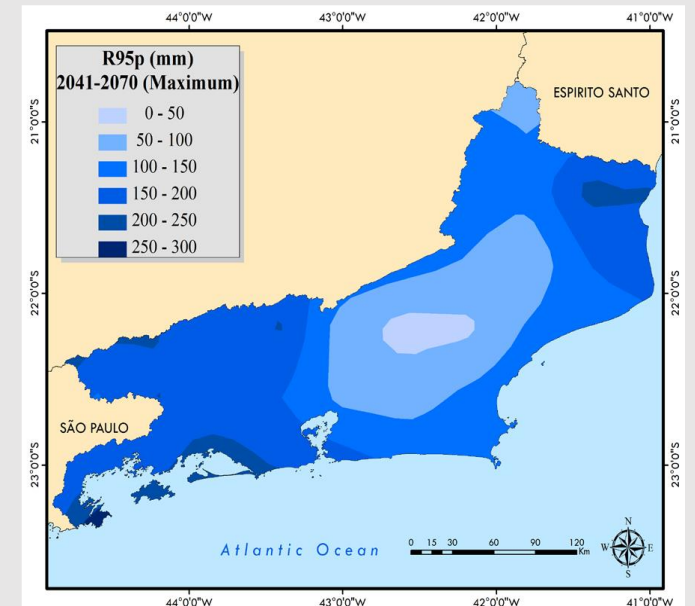 44°0'0"W 43°0'0"W 42°0'0"W 41°0'0"W
R95p (mm)
2041-2070 (Maximum)
0 - 50
50 - 100
100 - 150
150 - 200
200 - 250
250 - 300
ESPIRITO SANTO
21°0'0"S
21°0'0"S
22°0'0"S
22°0'0"S
SÃO PAULO
23°0'0"S
23°0'0"S
Atlantic Ocean
0 15 30 60 90 120
Km
N
W E
S
44°0'0"W 43°0'0"W 42°0'0"W 41°0'0"W